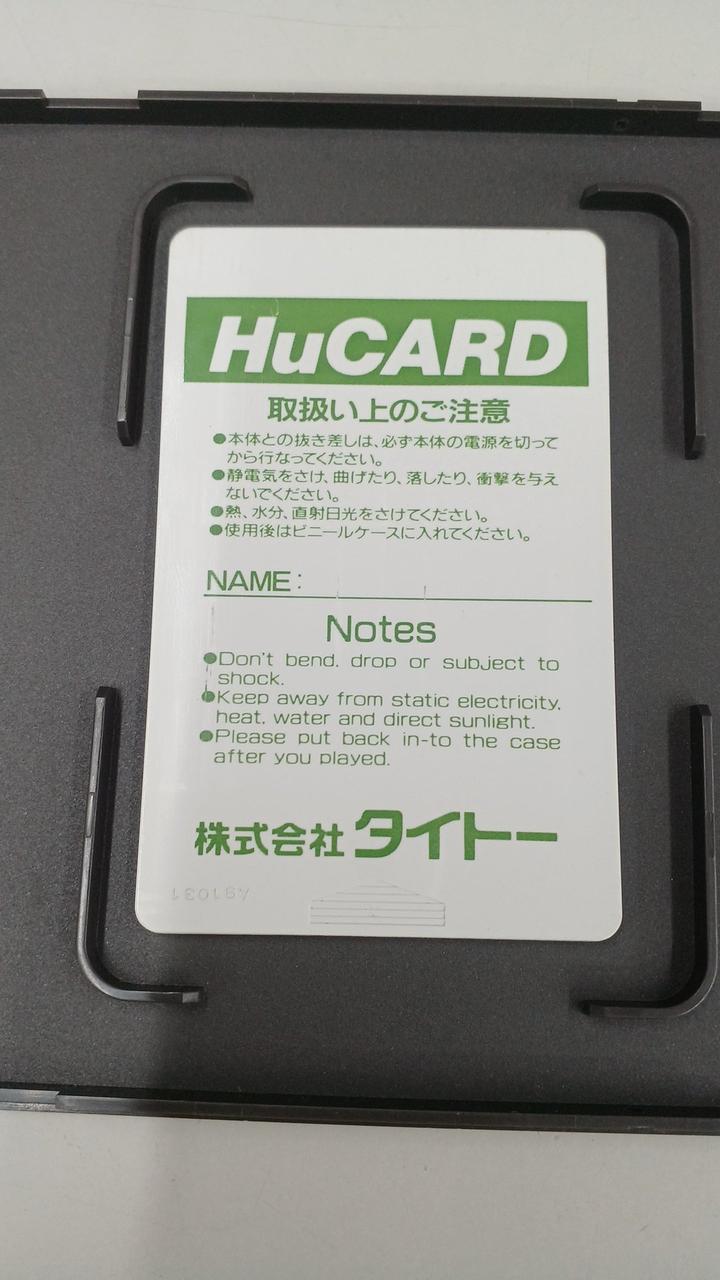 HuCARD
取扱い上のご注意
●本体との抜き差しは、必ず本体の電源を切って
から行なってください。
●静電気をさけ、曲げたり、落したり、衝撃を与え
ないでください。
●熱、水分、直射日光をさけてください。
●使用後はビニールケースに入れてください。
NAME:
Notes
●Don't bend. drop or subject to
shock.
●Keep away from static electricity.
heat. water and direct sunlight.
●Please put back in-to the case
after you played.
株式会社タイトー